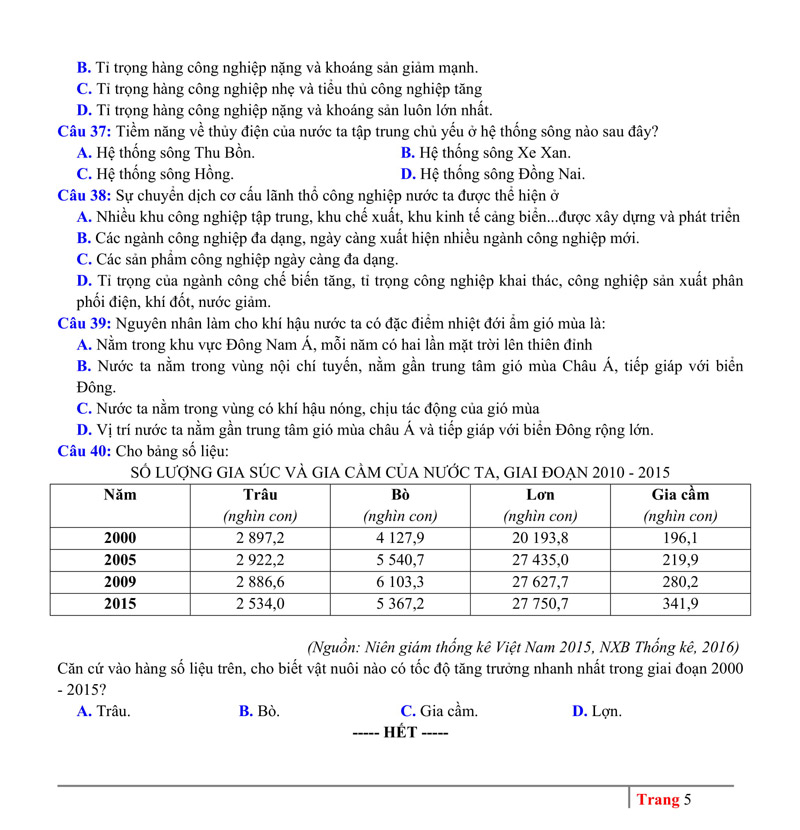 B. Tỉ trọng hàng công nghiệp nặng và khoáng sản giảm mạnh.
C. Tỉ trọng hàng công nghiệp nhẹ và tiểu thủ công nghiệp tăng
D. Tỉ trọng hàng công nghiệp nặng và khoáng sản luôn lớn nhất.
Câu 37: Tiềm năng về thủy điện của nước ta tập trung chủ yếu ở hệ thống sông nào sau đây?
A. Hệ thống sông Thu Bồn. B. Hệ thống sông Xe Xan.
C. Hệ thống sông Hồng. D. Hệ thống sông Đồng Nai.
Câu 38: Sự chuyển dịch cơ cấu lãnh thổ công nghiệp nước ta được thể hiện ở
A. Nhiều khu công nghiệp tập trung, khu chế xuất, khu kinh tế cảng biển...được xây dựng và phát triển
B. Các ngành công nghiệp đa dạng, ngày càng xuất hiện nhiều ngành công nghiệp mới.
C. Các sản phẩm công nghiệp ngày càng đa dạng.
D. Tỉ trọng của ngành công chế biến tăng, tỉ trọng công nghiệp khai thác, công nghiệp sản xuất phân
phối điện, khí đốt, nước giảm.
Câu 39: Nguyên nhân làm cho khí hậu nước ta có đặc điểm nhiệt đới ẩm gió mùa là:
A. Nằm trong khu vực Đông Nam Á, mỗi năm có hai lần mặt trời lên thiên đỉnh
B. Nước ta nằm trong vùng nội chí tuyến, nằm gần trung tâm gió mùa Châu Á, tiếp giáp với biển
Đông.
C. Nước ta nằm trong vùng có khí hậu nóng, chịu tác động của gió mùa
D. Vị trí nước ta nằm gần trung tâm gió mùa châu Á và tiếp giáp với biển Đông rộng lớn.
Câu 40: Cho bảng số liệu:
SỐ LƯỢNG GIA SÚC VÀ GIA CẦM CỦA NƯỚC TA, GIAI ĐOẠN 2010 - 2015
Năm Trâu Bò Lơn Gia cầm
(nghìn con) (nghìn con) (nghìn con) (nghìn con)
2000 2 897,2 4 127,9 20 193,8 196,1
2005 2 922,2 5 540,7 27 435,0 219,9
2009 2 886,6 6 103,3 27 627,7 280,2
2015 2 534,0 5 367,2 27 750,7 341,9
(Nguồn: Niên giám thống kê Việt Nam 2015, NXB Thống kê, 2016)
Căn cứ vào hàng số liệu trên, cho biết vật nuôi nào có tốc độ tăng trưởng nhanh nhất trong giai đoạn 2000
- 2015?
A. Trâu. B. Bò. C. Gia cầm. D. Lợn.
----- HẾT -----
Trang 5